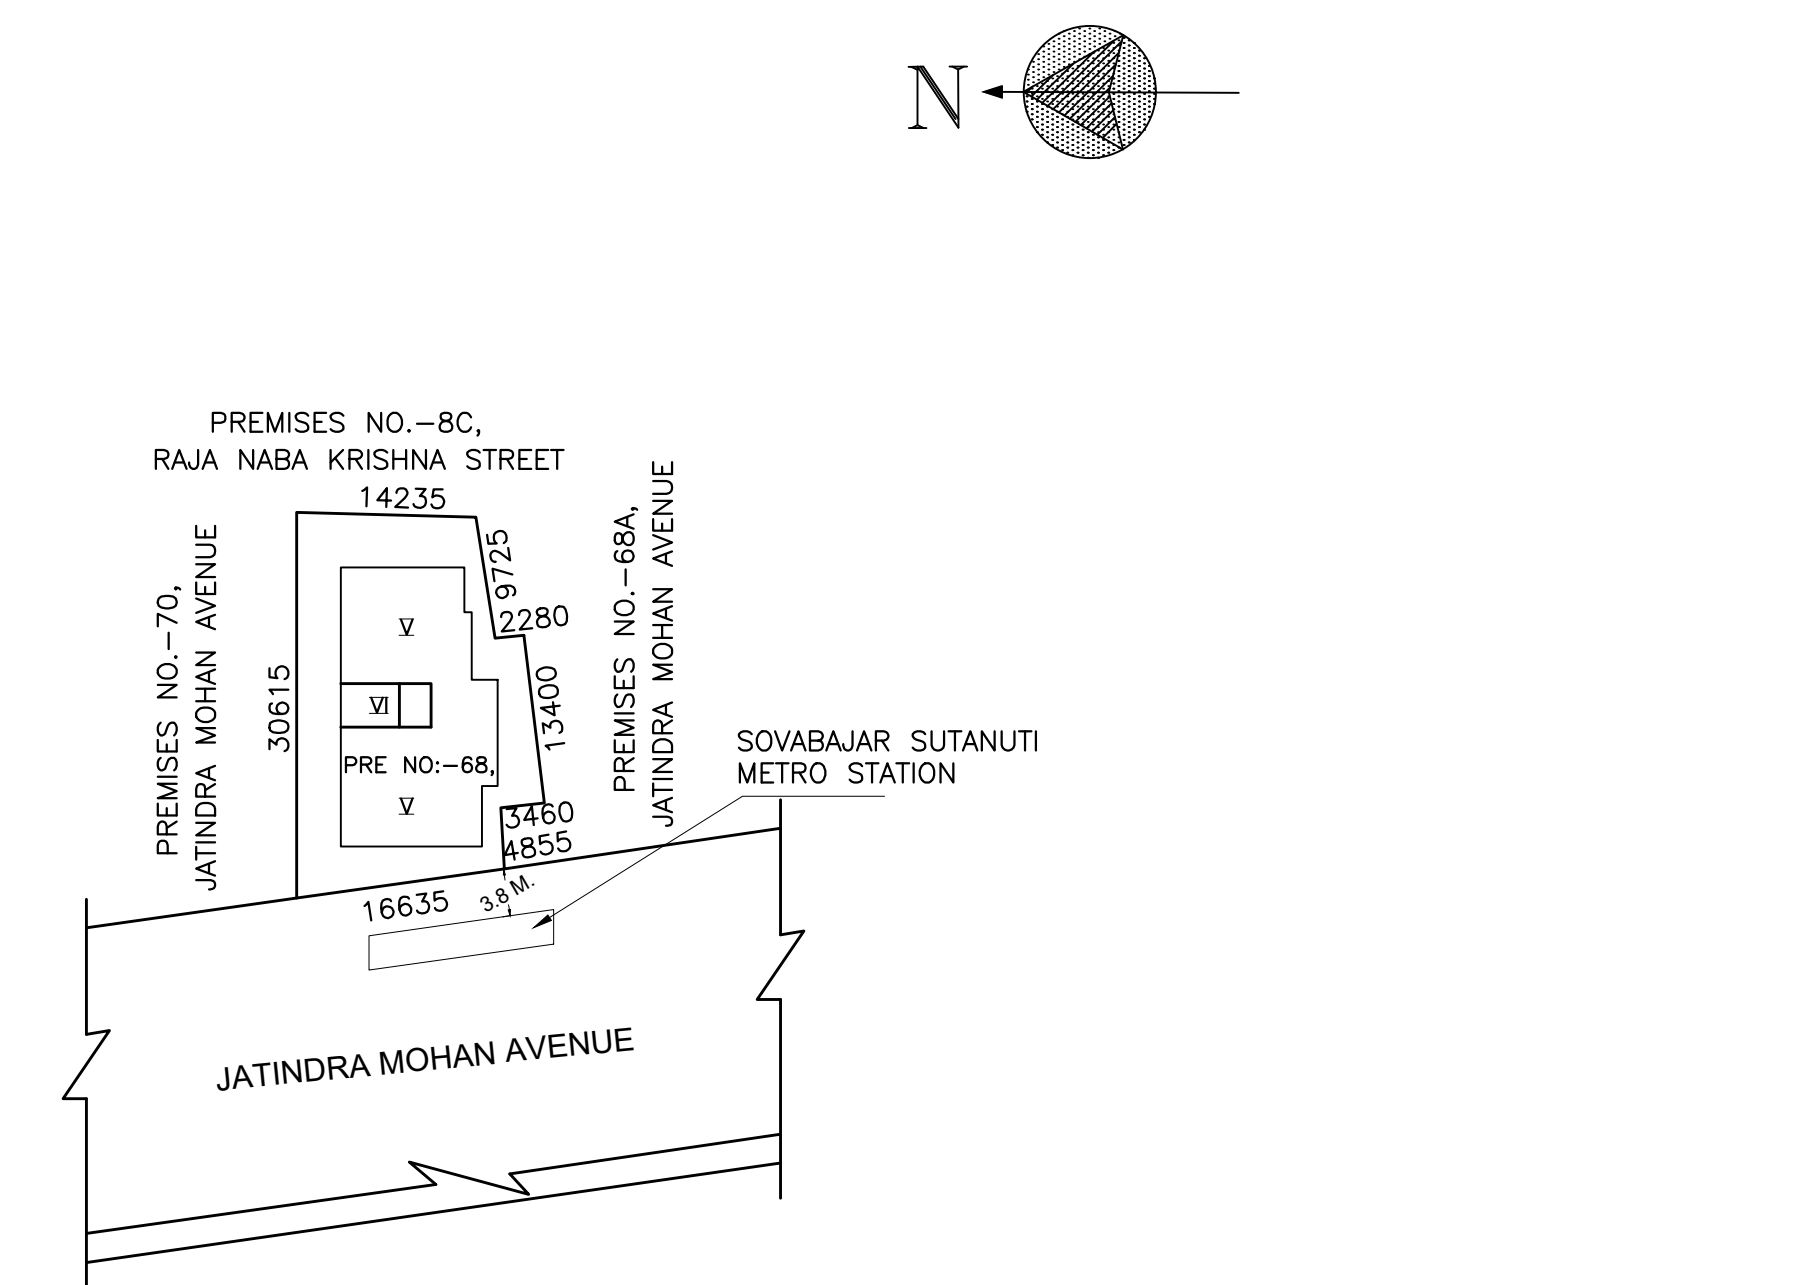 N
PREMISES NO.-8C,
RAJA NABA KRISHNA STREET
14235
PREMISES NO.-70,
JATINDRA MOHAN AVENUE
30615
9725
2280
13400
3460
4855
V
VI
PRE NO:-68,
V
PREMISES NO.-68A,
JATINDRA MOHAN AVENUE
SOVABAJAR SUTANUTI
METRO STATION
16635
3.8 M.
JATINDRA MOHAN AVENUE